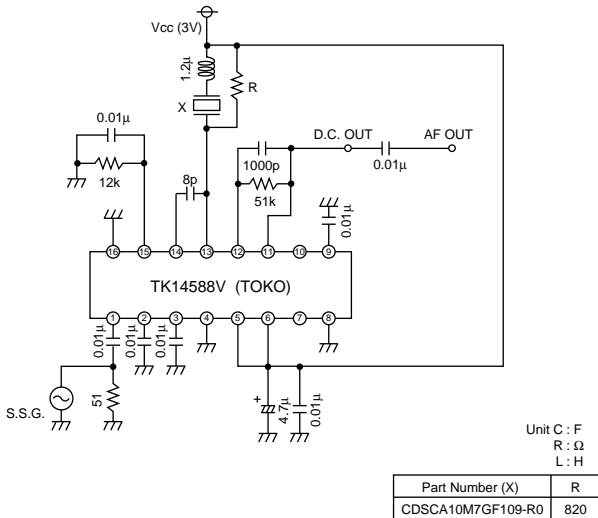 Vcc (3V)
1.2μ
R
X
0.01μ
12k
8p
1000p
51k
D.C. OUT
0.01μ
AF OUT
0.01μ
16 15 14 13 12 11 10 9
TK14588V (TOKO)
1 2 3 4 5 6 7 8
0.01μ
0.01μ
0.01μ
S.S.G.
51
+
4.7μ
0.01μ
Unit C : F
R : Ω
L : H
Part Number (X) R
CDSCA10M7GF109-R0 820